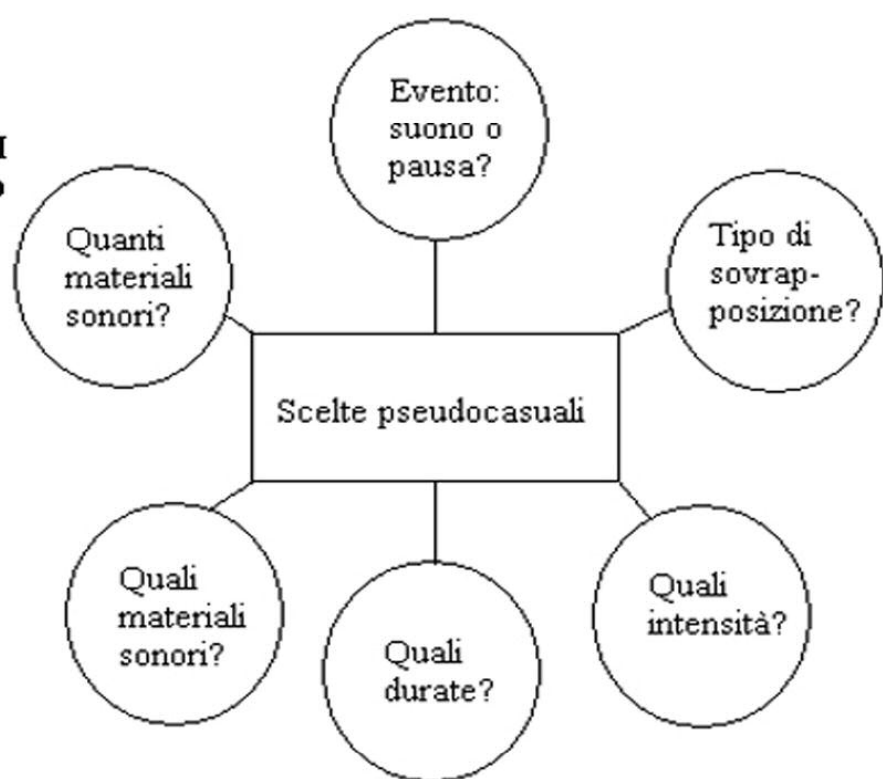 Evento:
suono o
pausa?
Quanti
materiali
sonori?
Tipo di
sovrap-
posizione?
Scelte pseudocasuali
Quali
materiali
sonori?
Quali
durate?
Quali
intensità?